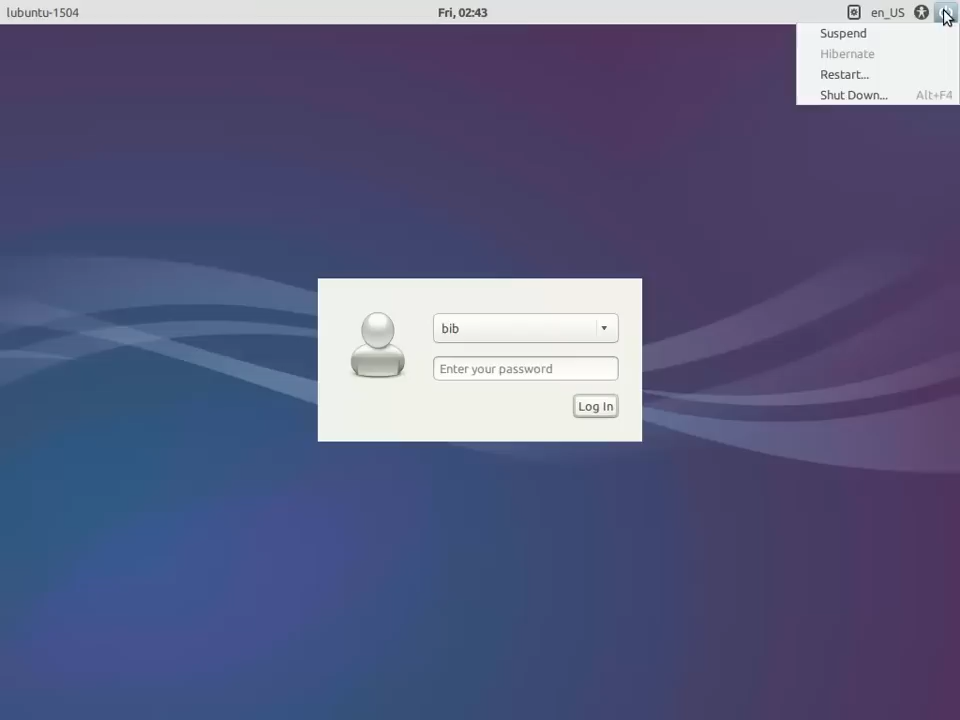 lubuntu-1504
Fri, 02:43
en_US
Suspend
Hibernate
Restart...
Shut Down... Alt+F4
bib
Enter your password
Log In